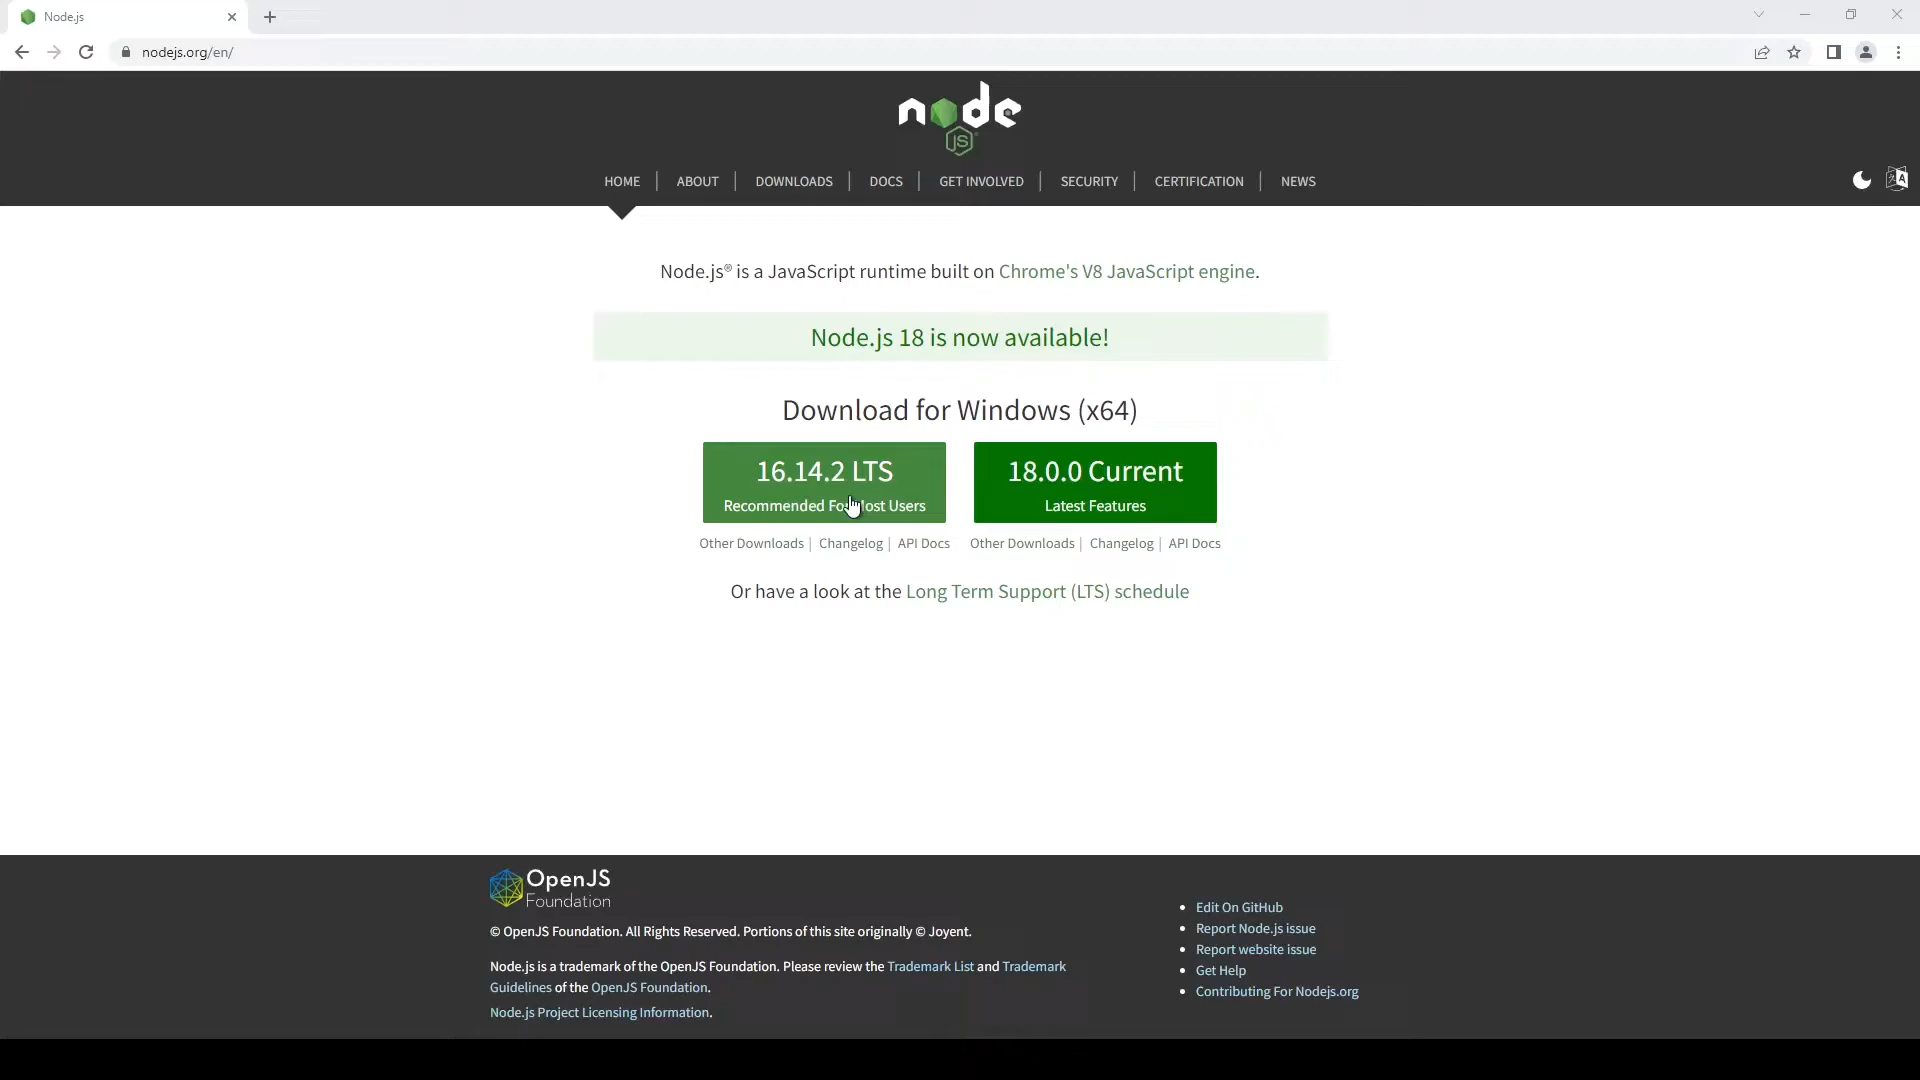 Node.js
nodejs.org/en/
node
JS
HOME
ABOUT
DOWNLOADS
DOCS
GET INVOLVED
SECURITY
CERTIFICATION
NEWS
Node.js® is a JavaScript runtime built on Chrome's V8 JavaScript engine.
Node.js 18 is now available!
Download for Windows (x64)
16.14.2 LTS
Recommended For Most Users
18.0.0 Current
Latest Features
Other Downloads | Changelog | API Docs
Other Downloads | Changelog | API Docs
Or have a look at the Long Term Support (LTS) schedule
OpenJS
Foundation
© OpenJS Foundation. All Rights Reserved. Portions of this site originally © Joyent.
Node.js is a trademark of the OpenJS Foundation. Please review the Trademark List and Trademark
Guidelines of the OpenJS Foundation.
Node.js Project Licensing Information.
Edit On GitHub
Report Node.js issue
Report website issue
Get Help
Contributing For Nodejs.org